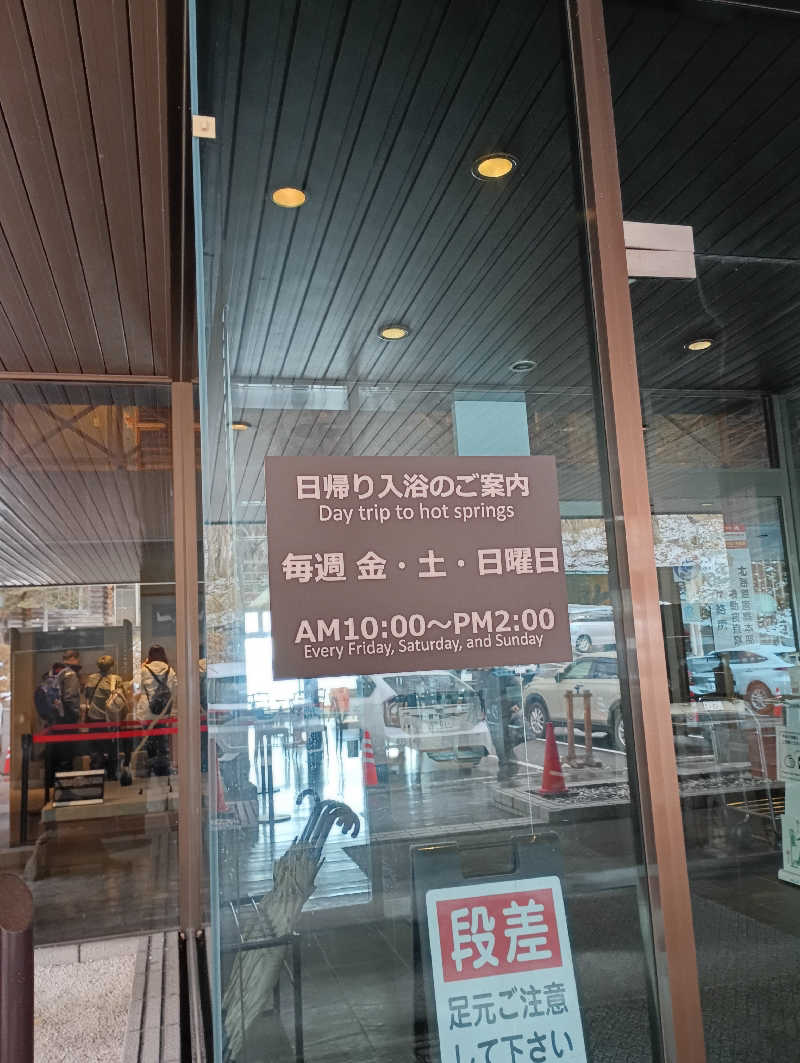 日帰り入浴のご案内
Day trip to hot springs
毎週 金・土・日曜日
AM10:00～PM2:00
Every Friday, Saturday, and Sunday
段差
足元ご注意
して下さい